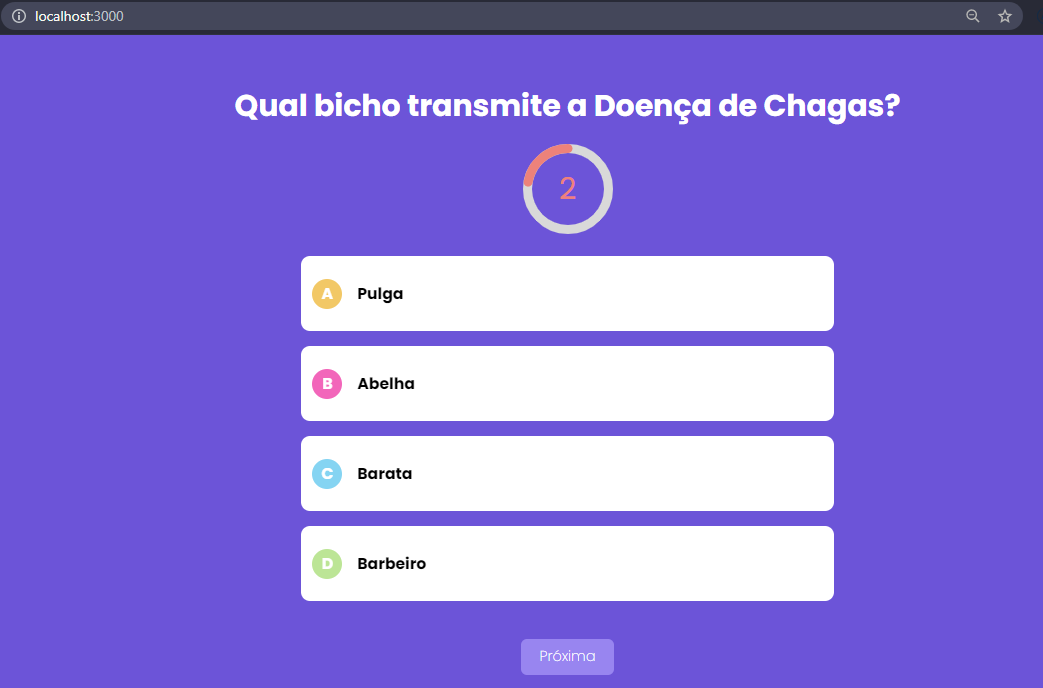 localhost:3000
Qual bicho transmite a Doença de Chagas?
2
A Pulga
B Abelha
C Barata
D Barbeiro
Próxima